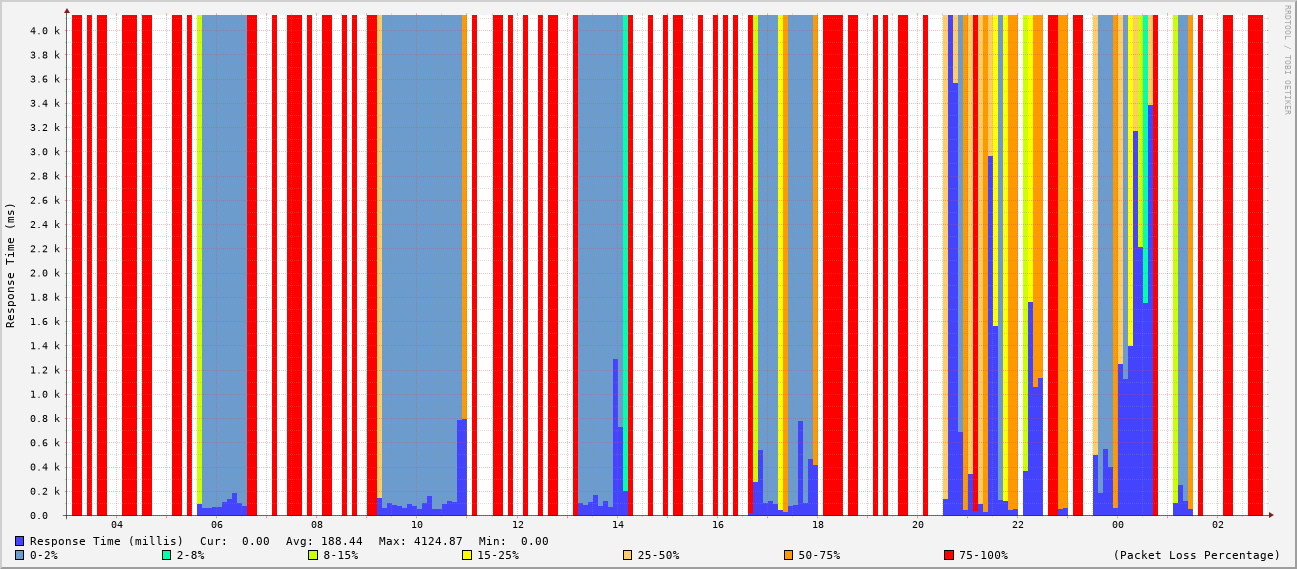 RRDTOOL / TOBI OETIKER
Response Time (ms)
4.0 k
3.8 k
3.6 k
3.4 k
3.2 k
3.0 k
2.8 k
2.6 k
2.4 k
2.2 k
2.0 k
1.8 k
1.6 k
1.4 k
1.2 k
1.0 k
0.8 k
0.6 k
0.4 k
0.2 k
0.0
04 06 08 10 12 14 16 18 20 22 00 02
Response Time (millis) Cur: 0.00 Avg: 188.44 Max: 4124.87 Min: 0.00
0-2% 2-8% 8-15% 15-25% 25-50% 50-75% 75-100% (Packet Loss Percentage)